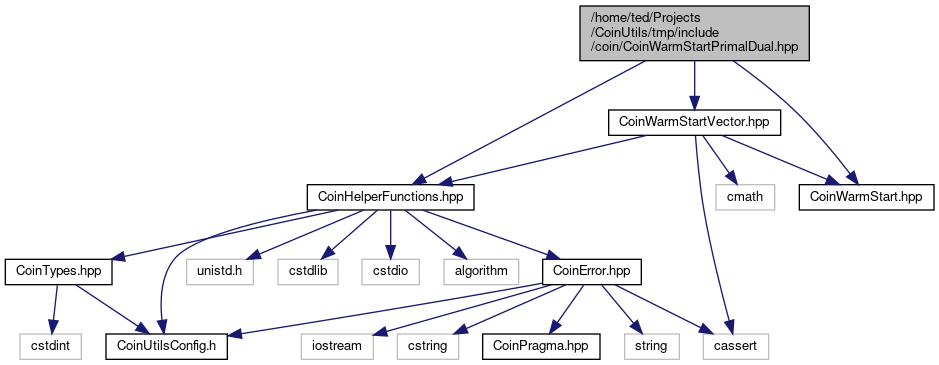 /home/ted/Projects
/CoinUtils/tmp/include
/coin/CoinWarmStartPrimalDual.hpp
CoinWarmStartVector.hpp
CoinHelperFunctions.hpp
cmath
CoinWarmStart.hpp
CoinTypes.hpp
unistd.h
cstdlib
cstdio
algorithm
CoinError.hpp
cstdint
CoinUtilsConfig.h
iostream
cstring
CoinPragma.hpp
string
cassert